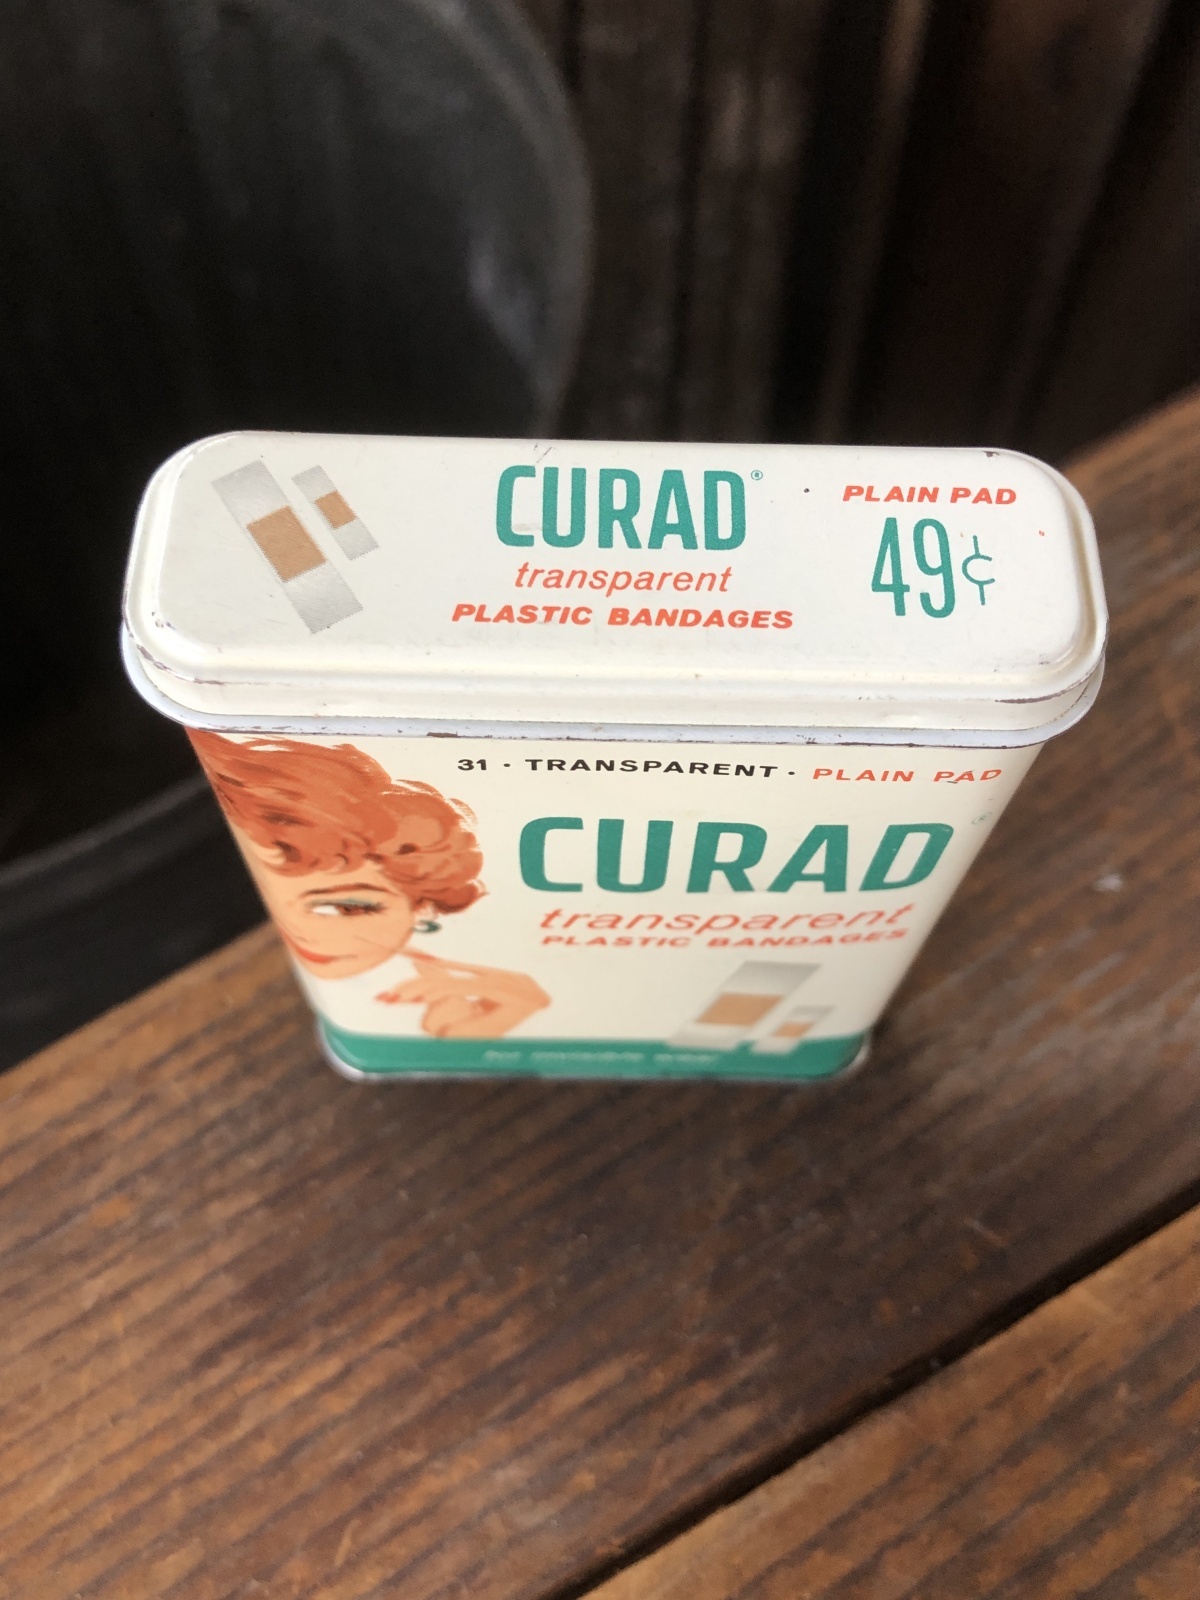 CURAD®
transparent
PLASTIC BANDAGES
PLAIN PAD
49¢
31 · TRANSPARENT · PLAIN PAD
CURAD®
transparent
PLASTIC BANDAGES